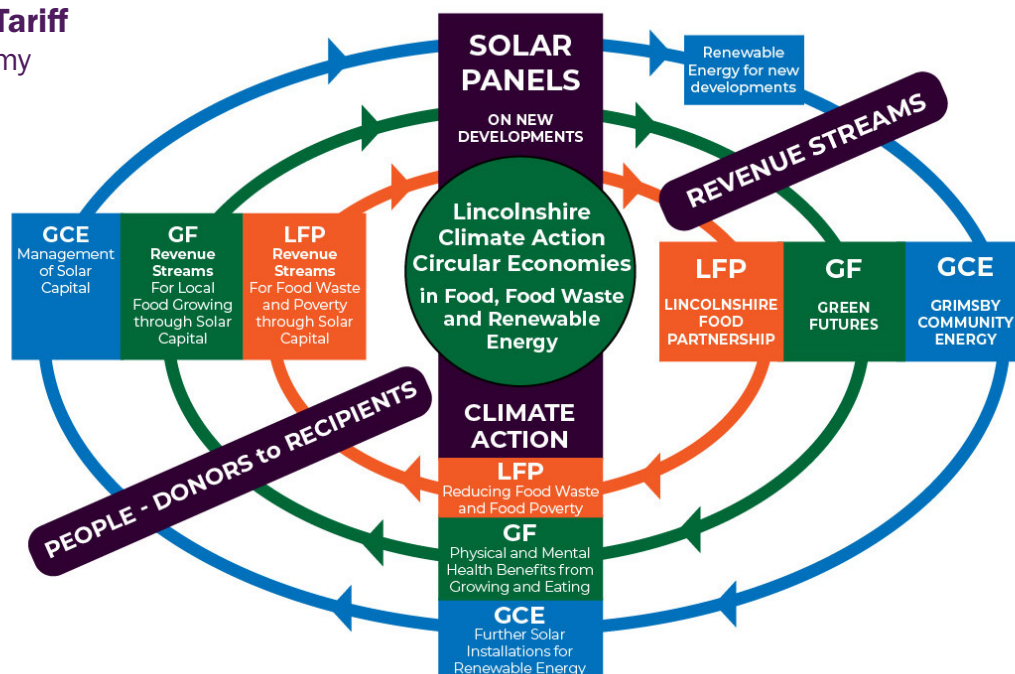 Tariff
my
SOLAR
PANELS
ON NEW
DEVELOPMENTS
Renewable
Energy for new
developments
REVENUE STREAMS
Lincolnshire
Climate Action
Circular Economies
in Food, Food Waste
and Renewable
Energy
GCE
Management
of Solar
Capital
GF
Revenue
Streams
For Local
Food Growing
through Solar
Capital
LFP
Revenue
Streams
For Food Waste
and Poverty
through Solar
Capital
LFP
LINCOLNSHIRE
FOOD
PARTNERSHIP
GF
GREEN
FUTURES
GCE
GRIMSBY
COMMUNITY
ENERGY
PEOPLE - DONORS to RECIPIENTS
CLIMATE
ACTION
LFP
Reducing Food Waste
and Food Poverty
GF
Physical and Mental
Health Benefits from
Growing and Eating
GCE
Further Solar
Installations for
Renewable Energy